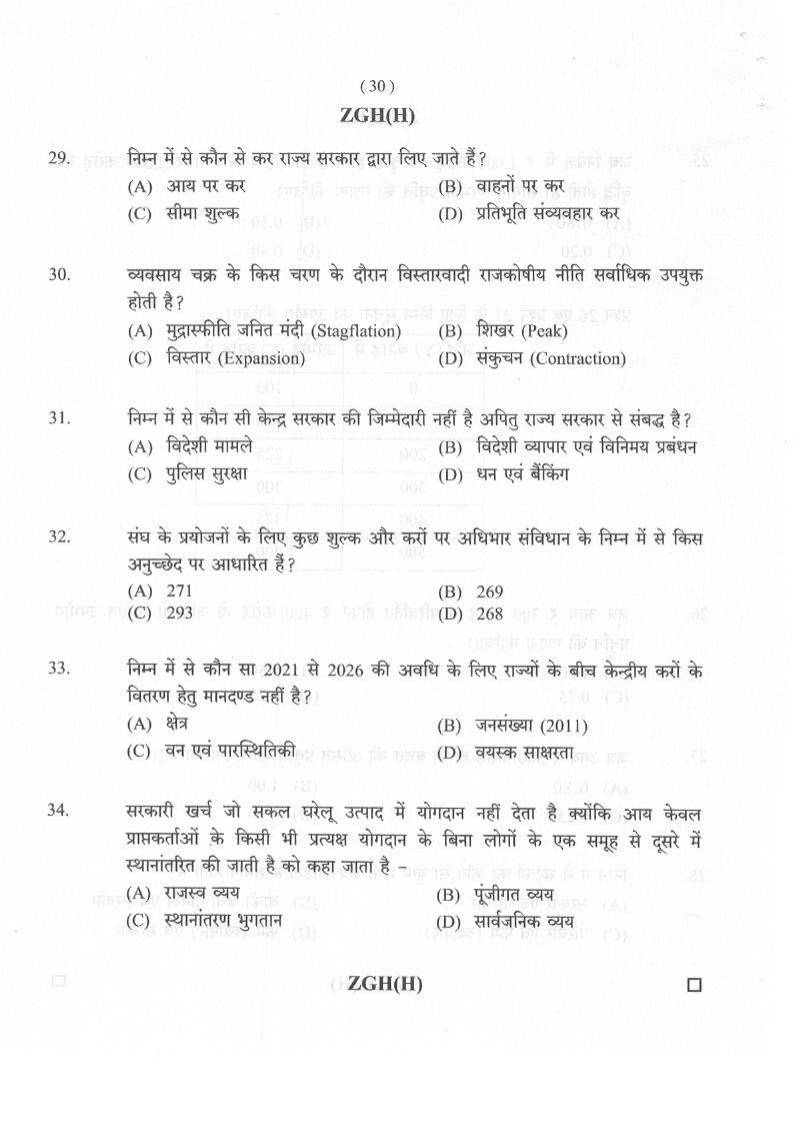 (30)
ZGH(H)
29. निम्न में से कौन से कर राज्य सरकार द्वारा लिए जाते हैं?
(A) आय पर कर (B) वाहनों पर कर
(C) सीमा शुल्क (D) प्रतिभूति संव्यवहार कर
30. व्यवसाय चक्र के किस चरण के दौरान विस्तारवादी राजकोषीय नीति सर्वाधिक उपयुक्त
होती है?
(A) मुद्रास्फीति जनित मंदी (Stagflation) (B) शिखर (Peak)
(C) विस्तार (Expansion) (D) संकुचन (Contraction)
31. निम्न में से कौन सी केन्द्र सरकार की जिम्मेदारी नहीं है अपितु राज्य सरकार से संबद्ध है?
(A) विदेशी मामले (B) विदेशी व्यापार एवं विनिमय प्रबंधन
(C) पुलिस सुरक्षा (D) धन एवं बैंकिंग
32. संघ के प्रयोजनों के लिए कुछ शुल्क और करों पर अधिभार संविधान के निम्न में से किस
अनुच्छेद पर आधारित हैं?
(A) 271 (B) 269
(C) 293 (D) 268
33. निम्न में से कौन सा 2021 से 2026 की अवधि के लिए राज्यों के बीच केन्द्रीय करों के
वितरण हेतु मानदण्ड नहीं है?
(A) क्षेत्र (B) जनसंख्या (2011)
(C) वन एवं पारस्थितिकी (D) वयस्क साक्षरता
34. सरकारी खर्च जो सकल घरेलू उत्पाद में योगदान नहीं देता है क्योंकि आय केवल
प्राप्तकर्ताओं के किसी भी प्रत्यक्ष योगदान के बिना लोगों के एक समूह से दूसरे में
स्थानांतरित की जाती है को कहा जाता है –
(A) राजस्व व्यय (B) पूंजीगत व्यय
(C) स्थानांतरण भुगतान (D) सार्वजनिक व्यय
ZGH(H)